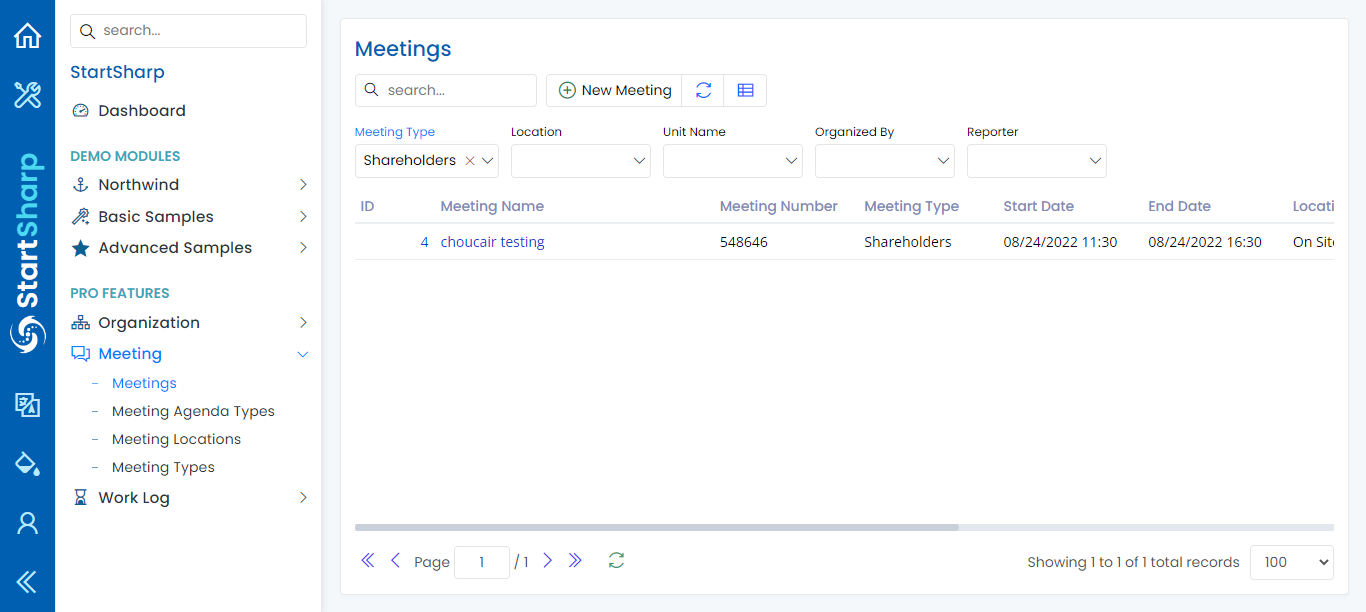 StartSharp
search...
StartSharp
Dashboard
DEMO MODULES
Northwind
Basic Samples
Advanced Samples
PRO FEATURES
Organization
Meeting
- Meetings
- Meeting Agenda Types
- Meeting Locations
- Meeting Types
Work Log
Meetings
search... New Meeting
Meeting Type Location Unit Name Organized By Reporter
Shareholders
ID Meeting Name Meeting Number Meeting Type Start Date End Date Locati
4 choucair testing 548646 Shareholders 08/24/2022 11:30 08/24/2022 16:30 On Site
Page 1 / 1 Showing 1 to 1 of 1 total records 100